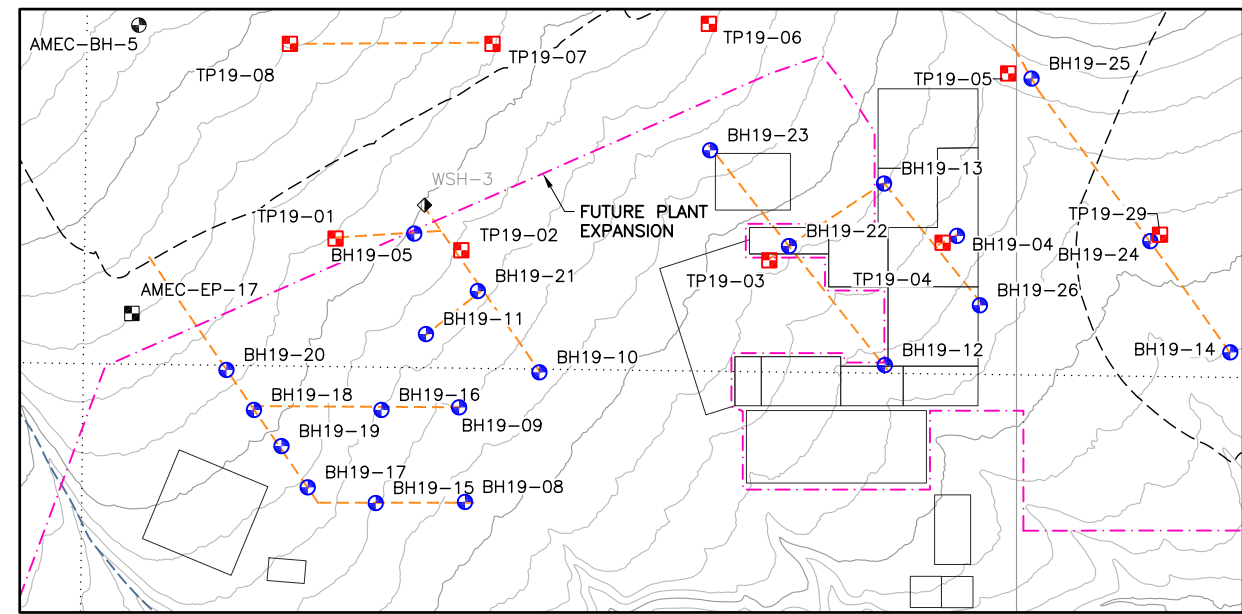 AMEC-BH-5
TP19-08
TP19-07
TP19-06
TP19-05
BH19-25
BH19-23
BH19-13
WSH-3
TP19-01
FUTURE PLANT
EXPANSION
TP19-02
BH19-05
BH19-22
BH19-04
TP19-29
BH19-24
TP19-03
TP19-04
BH19-21
AMEC-EP-17
BH19-26
BH19-11
BH19-20
BH19-10
BH19-12
BH19-14
BH19-18
BH19-16
BH19-09
BH19-19
BH19-17
BH19-15
BH19-08